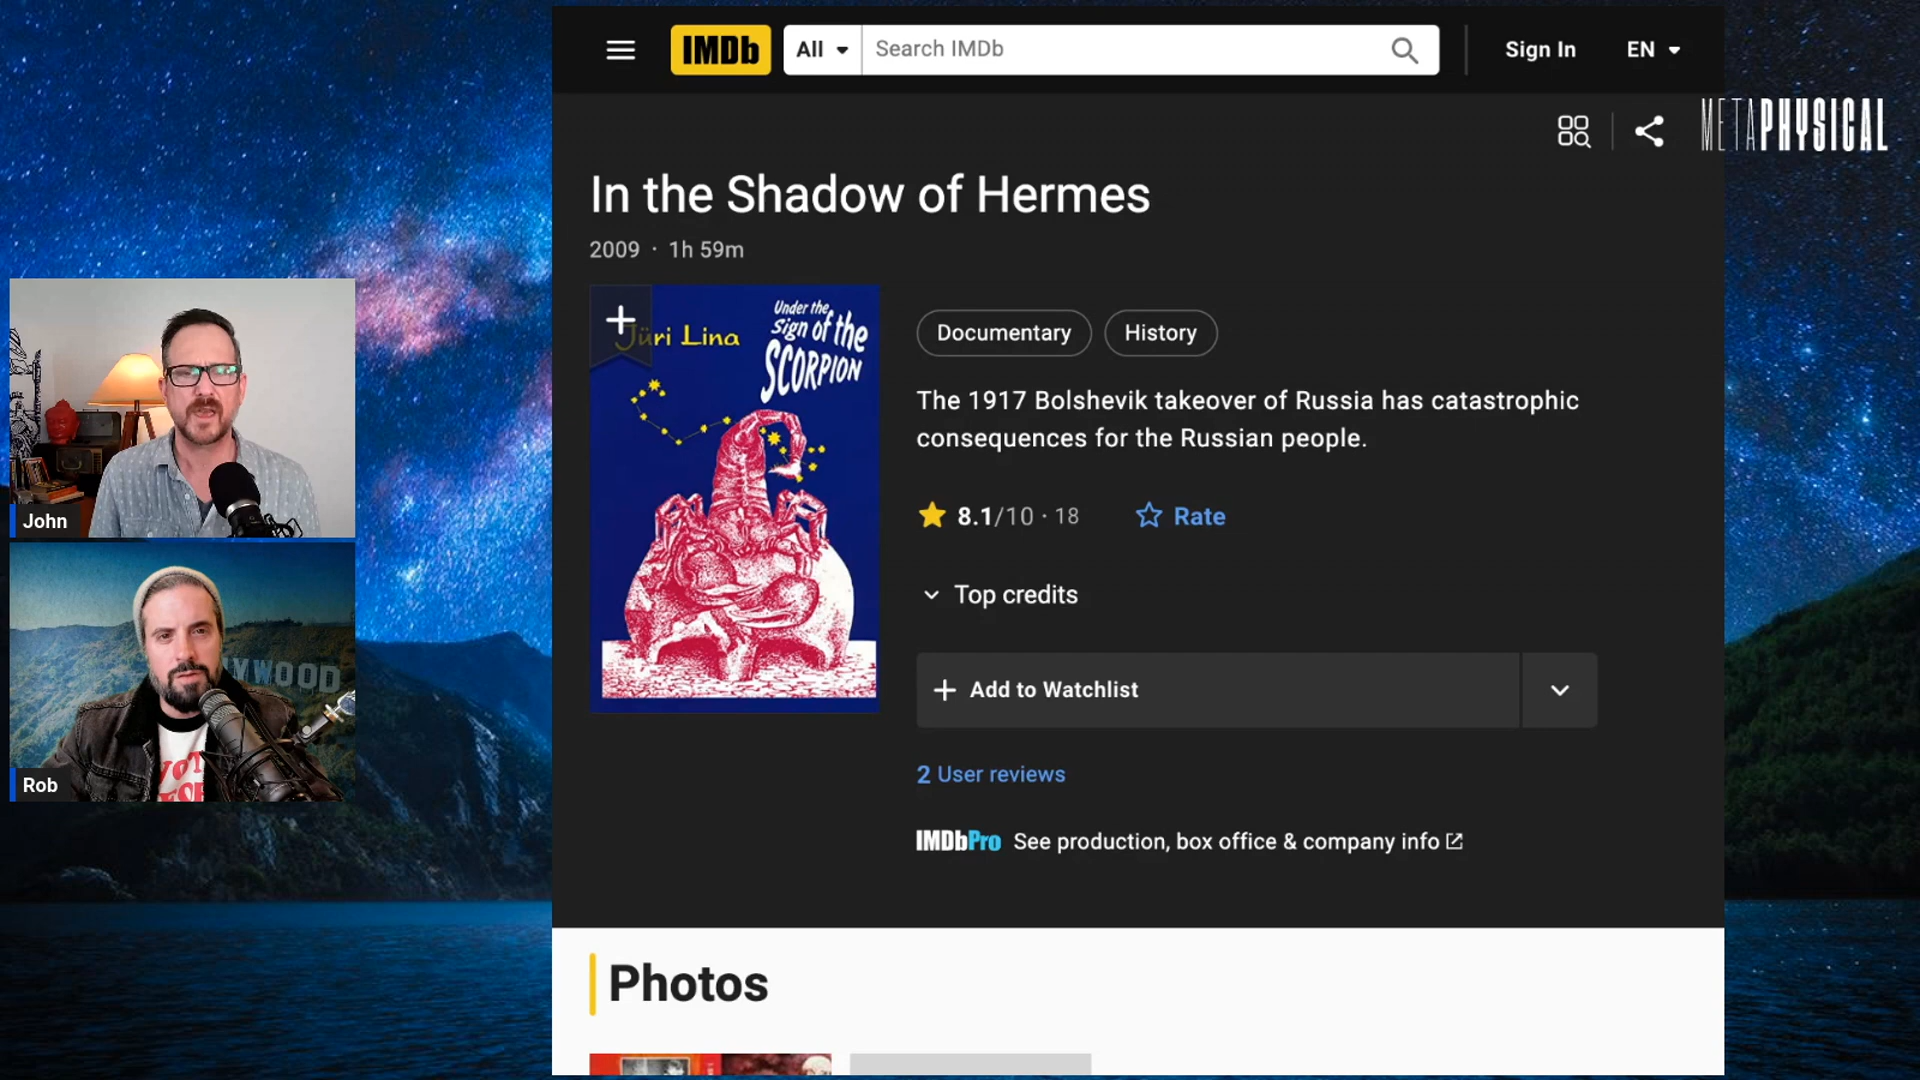 IMDb
All
Search IMDb
Sign In
EN
METAPHYSICAL
In the Shadow of Hermes
2009 · 1h 59m
Jüri Lina
Under the
Sign of the
SCORPION
Documentary
History
The 1917 Bolshevik takeover of Russia has catastrophic
consequences for the Russian people.
8.1/10 · 18
Rate
Top credits
Add to Watchlist
2 User reviews
IMDbPro See production, box office & company info
Photos
John
YWOOD
Rob